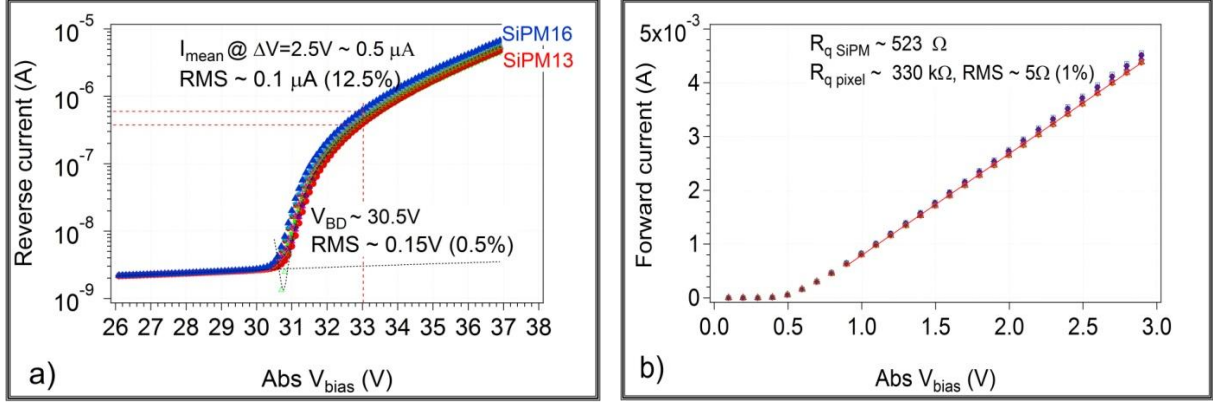 10⁻⁵
10⁻⁶
10⁻⁷
10⁻⁸
10⁻⁹
Reverse current (A)
I_mean @ ΔV=2.5V ~ 0.5 μA
RMS ~ 0.1 μA (12.5%)
SiPM16
SiPM13
V_BD ~ 30.5V
RMS ~ 0.15V (0.5%)
26 27 28 29 30 31 32 33 34 35 36 37 38
a)
Abs V_bias (V)
5x10⁻³
4
3
2
1
0
Forward current (A)
R_q SiPM ~ 523 Ω
R_q pixel ~ 330 kΩ, RMS ~ 5Ω (1%)
0.0 0.5 1.0 1.5 2.0 2.5 3.0
b)
Abs V_bias (V)